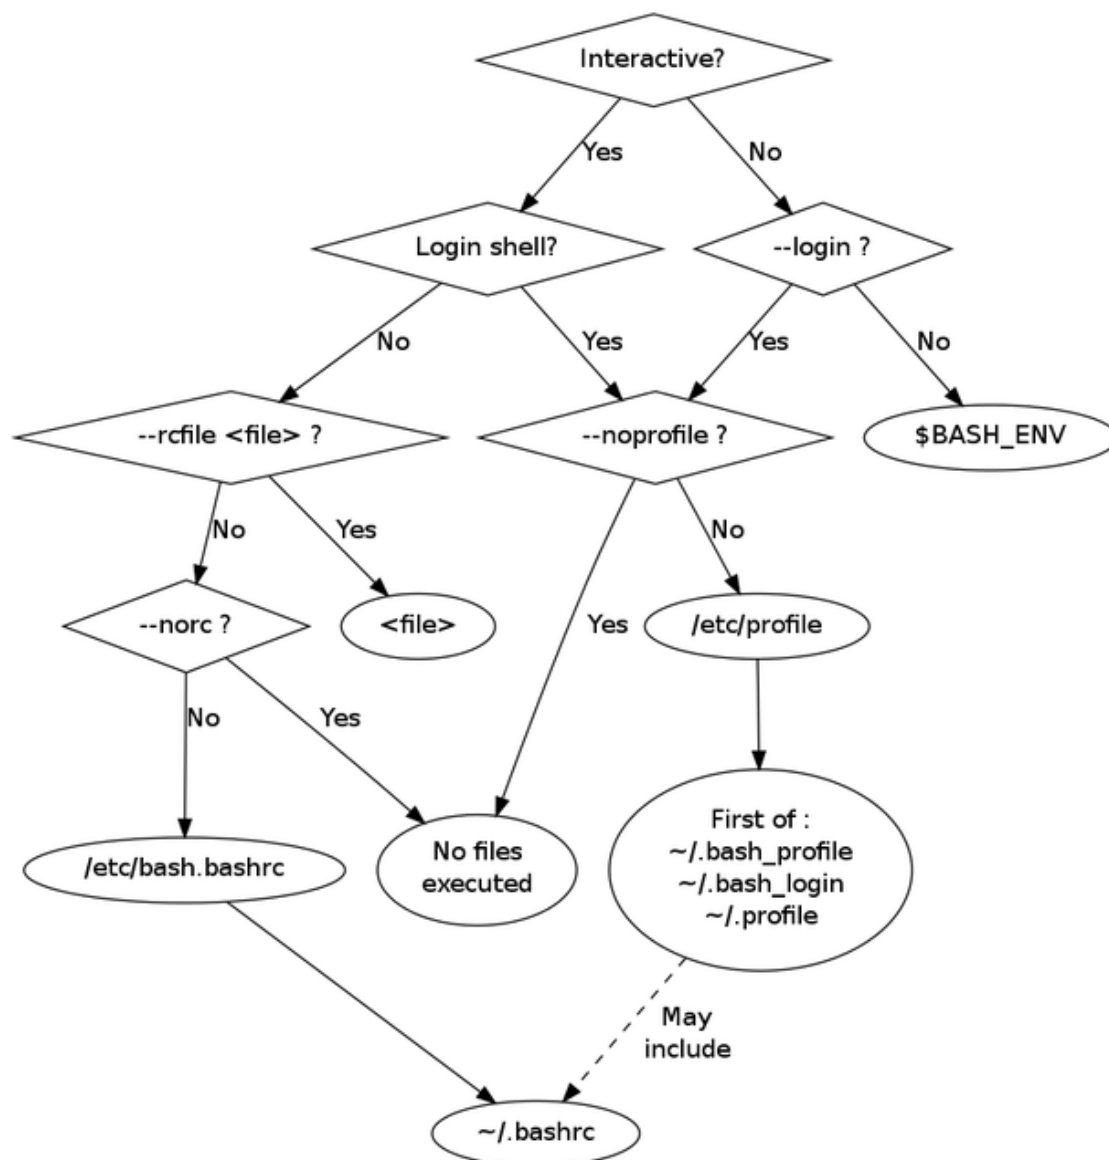 Interactive?
Yes
No
Login shell?
--login ?
No
Yes
Yes
No
--rcfile <file> ?
--noprofile ?
$BASH_ENV
No
Yes
No
--norc ?
<file>
Yes
/etc/profile
No
Yes
/etc/bash.bashrc
No files
executed
First of :
~/.bash_profile
~/.bash_login
~/.profile
May
include
~/.bashrc